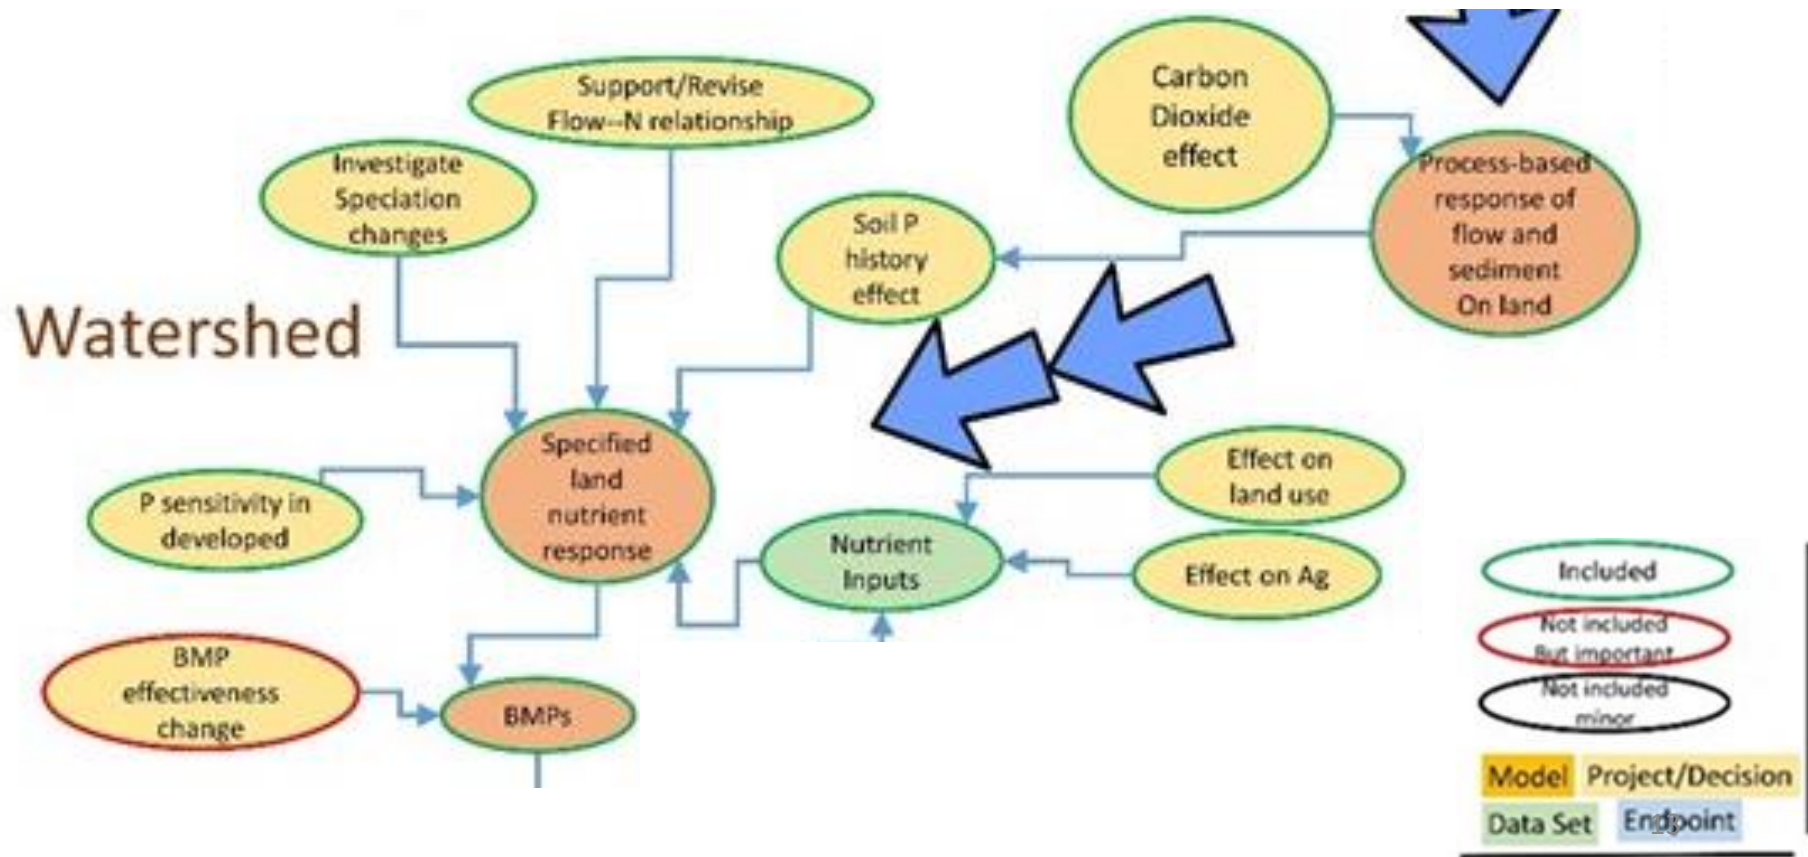 Support/Revise
Flow--N relationship
Investigate
Speciation
changes
Carbon
Dioxide
effect
Process-based
response of
flow and
sediment
On land
Soil P
history
effect
Watershed
Specified
land
nutrient
response
P sensitivity in
developed
Effect on
land use
Nutrient
Inputs
Effect on Ag
BMP
effectiveness
change
BMPs
Included
Not included
But important
Not included
minor
Model
Project/Decision
Data Set
Endpoint